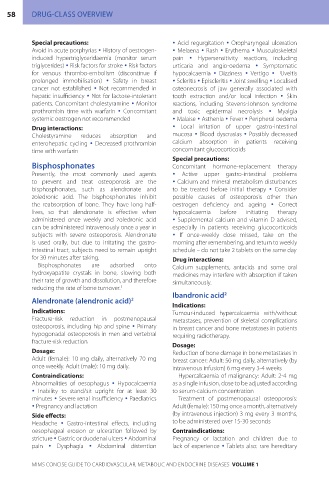 58 DRUG-CLASS OVERVIEW
Special precautions:
Avoid in acute porphyrias • History of oestrogen-
induced hypertriglyceridaemia (monitor serum
triglycerides) • Risk factors for stroke • Risk factors
for venous thrombo-embolism (discontinue if
prolonged immobilisation) • Safety in breast
cancer not established • Not recommended in
hepatic insufficiency • Not for lactose-intolerant
patients. Concomitant cholestyramine • Monitor
prothrombin time with warfarin • Concomitant
systemic oestrogen not recommended
Drug interactions:
Cholestyramine reduces absorption and
enterohepatic cycling • Decreased prothrombin
time with warfarin
Bisphosphonates
Presently, the most commonly used agents
to prevent and treat osteoporosis are the
bisphosphonates, such as alendronate and
zoledronic acid. The bisphosphonates inhibit
the reabsorption of bone. They have long half-
lives, so that alendronate is effective when
administered once weekly and zoledronic acid
can be administered intravenously once a year in
subjects with severe osteoporosis. Alendronate
is used orally, but due to irritating the gastro-
intestinal tract, subjects need to remain upright
for 30 minutes after taking.
Bisphosphonates are adsorbed onto
hydroxyapatite crystals in bone, slowing both
their rate of growth and dissolution, and therefore
reducing the rate of bone turnover.
Alendronate (alendronic acid)²
Indications:
Fracture-risk reduction in postmenopausal
osteoporosis, including hip and spine • Primary
hypogonadal osteoporosis in men and vertebral
fracture-risk reduction
Dosage:
Adult (female): 10 mg daily, alternatively 70 mg
once weekly. Adult (male): 10 mg daily.
Contraindications:
Abnormalities of oesophagus • Hypocalcaemia
• Inability to stand/sit upright for at least 30
minutes • Severe renal insufficiency • Paediatrics
• Pregnancy and lactation
Side effects:
Headache • Gastro-intestinal effects, including
oesophageal erosion or ulceration followed by
stricture • Gastric or duodenal ulcers • Abdominal
pain • Dysphagia • Abdominal distention
• Acid regurgitation • Oropharyngeal ulceration
• Melaena • Rash • Erythema • Musculoskeletal
pain • Hypersensitivity reactions, including
urticaria and angio-oedema • Symptomatic
hypocalcaemia • Dizziness • Vertigo • Uveitis
• Scleritis • Episcleritis • Joint swelling • Localised
osteonecrosis of jaw generally associated with
tooth extraction and/or local infection • Skin
reactions, including Stevens-Johnson syndrome
and toxic epidermal necrolysis • Myalgia
• Malaise • Asthenia • Fever • Peripheral oedema
• Local irritation of upper gastro-intestinal
mucosa • Blood dyscrasias • Possibly decreased
calcium absorption in patients receiving
concomitant glucocorticoids
Special precautions:
Concomitant hormone-replacement therapy
• Active upper gastro-intestinal problems
• Calcium and mineral metabolism disturbances
to be treated before initial therapy • Consider
possible causes of osteoporosis other than
oestrogen deficiency and ageing • Correct
hypocalcaemia before initiating therapy
• Supplemental calcium and vitamin D advised,
especially in patients receiving glucocorticoids
• If once-weekly dose missed, take on the
morning after remembering, and return to weekly
schedule – do not take 2 tablets on the same day
Drug interactions:
Calcium supplements, antacids and some oral
medicines may interfere with absorption if taken
simultaneously.
Ibandronic acid²
Indications:
Tumour-induced hypercalcaemia with/without
metastases, prevention of skeletal complications
in breast cancer and bone metastases in patients
requiring radiotherapy.
Dosage:
Reduction of bone damage in bone metastases in
breast cancer: Adult: 50 mg daily, alternatively (by
intravenous infusion) 6 mg every 3-4 weeks
Hypercalcaemia of malignancy: Adult: 2-4 mg
as a single infusion, dose to be adjusted according
to serum calcium concentration
Treatment of postmenopausal osteoporosis
Adult (female): 150 mg once a month, alternatively
(by intravenous injection) 3 mg every 3 months,
to be administered over 15-30 seconds
Contraindications:
Pregnancy or lactation and children due to
lack of experience • Tablets also: rare hereditary
MIMS CONCISE GUIDE TO CARDIOVASCULAR, METABOLIC AND ENDOCRINE DISEASES VOLUME 1